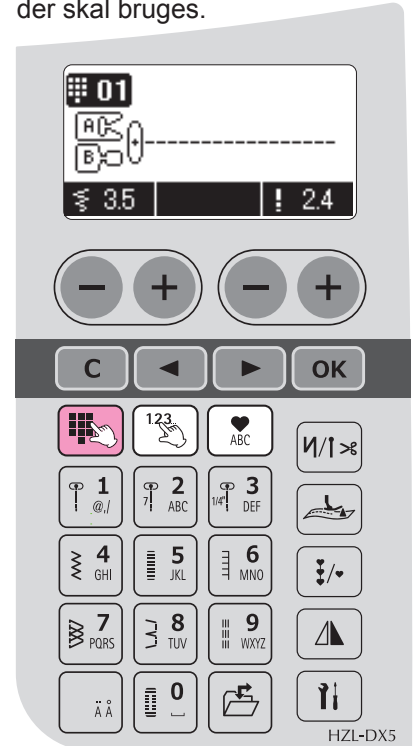 der skal bruges.
01
A
B
3.5 ! 2.4
− + − +
C ◄ ► OK
123 ABC
1 @,/ 7 2 ABC 1/4" 3 DEF
4 GHI 5 JKL 6 MNO
7 PQRS 8 TUV 9 WXYZ
Ä Å 0
HZL-DX5